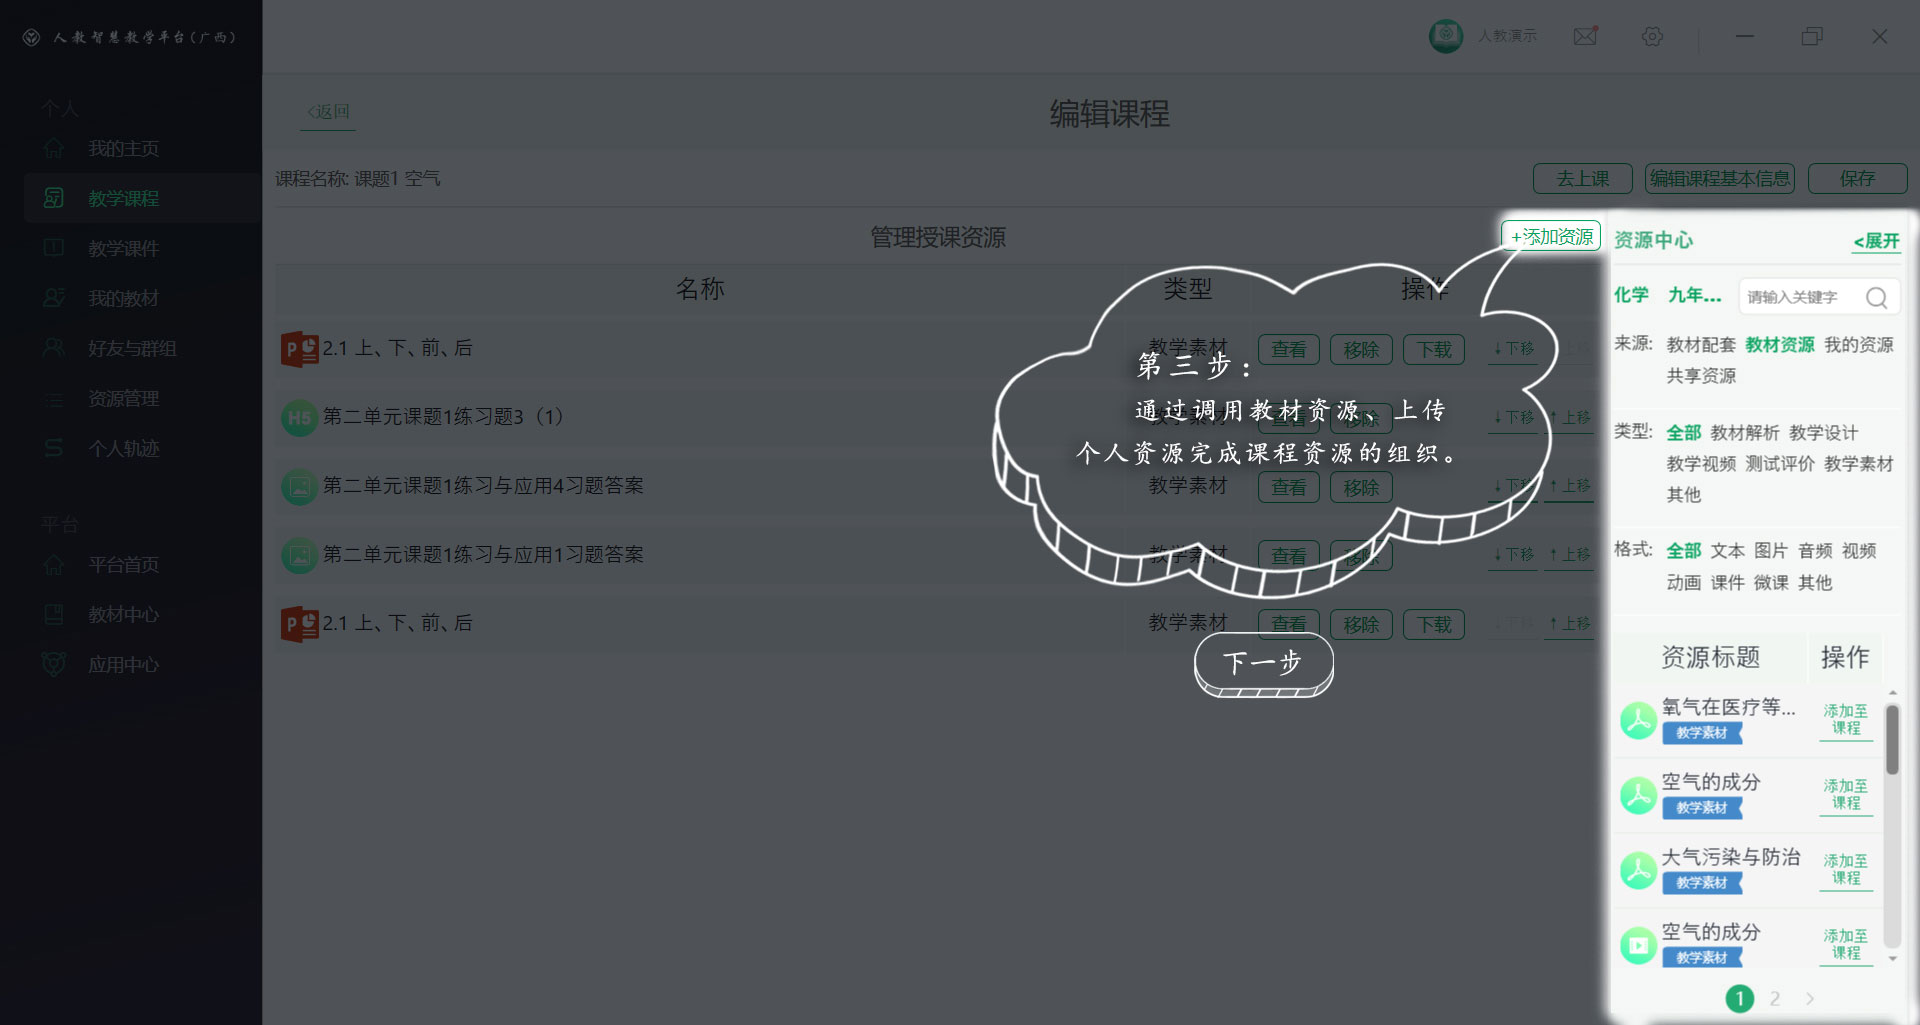 人教智慧教学平台(广西)
人教演示
个人
我的主页
教学课程
教学课件
我的教材
好友与群组
资源管理
个人轨迹
平台
平台首页
教材中心
应用中心
<返回
编辑课程
课程名称: 课题1 空气
去上课
编辑课程基本信息
保存
管理授课资源
+添加资源
名称 类型 操作
2.1 上、下、前、后 教学素材 查看 移除 下载 ↓下移 ↑上移
H5 第二单元课题1练习题3（1） 教学素材 查看 移除 ↓下移 ↑上移
第二单元课题1练习与应用4习题答案 教学素材 查看 移除 ↓下移 ↑上移
第二单元课题1练习与应用1习题答案 教学素材 查看 移除 ↓下移 ↑上移
2.1 上、下、前、后 教学素材 查看 移除 下载 ↓下移 ↑上移
第三步：
通过调用教材资源、上传
个人资源完成课程资源的组织。
下一步
资源中心 <展开
化学 九年... 请输入关键字
来源: 教材配套 教材资源 我的资源
共享资源
类型: 全部 教材解析 教学设计
教学视频 测试评价 教学素材
其他
格式: 全部 文本 图片 音频 视频
动画 课件 微课 其他
资源标题 操作
氧气在医疗等...
教学素材
添加至
课程
空气的成分
教学素材
添加至
课程
大气污染与防治
教学素材
添加至
课程
空气的成分
教学素材
添加至
课程
1 2 >